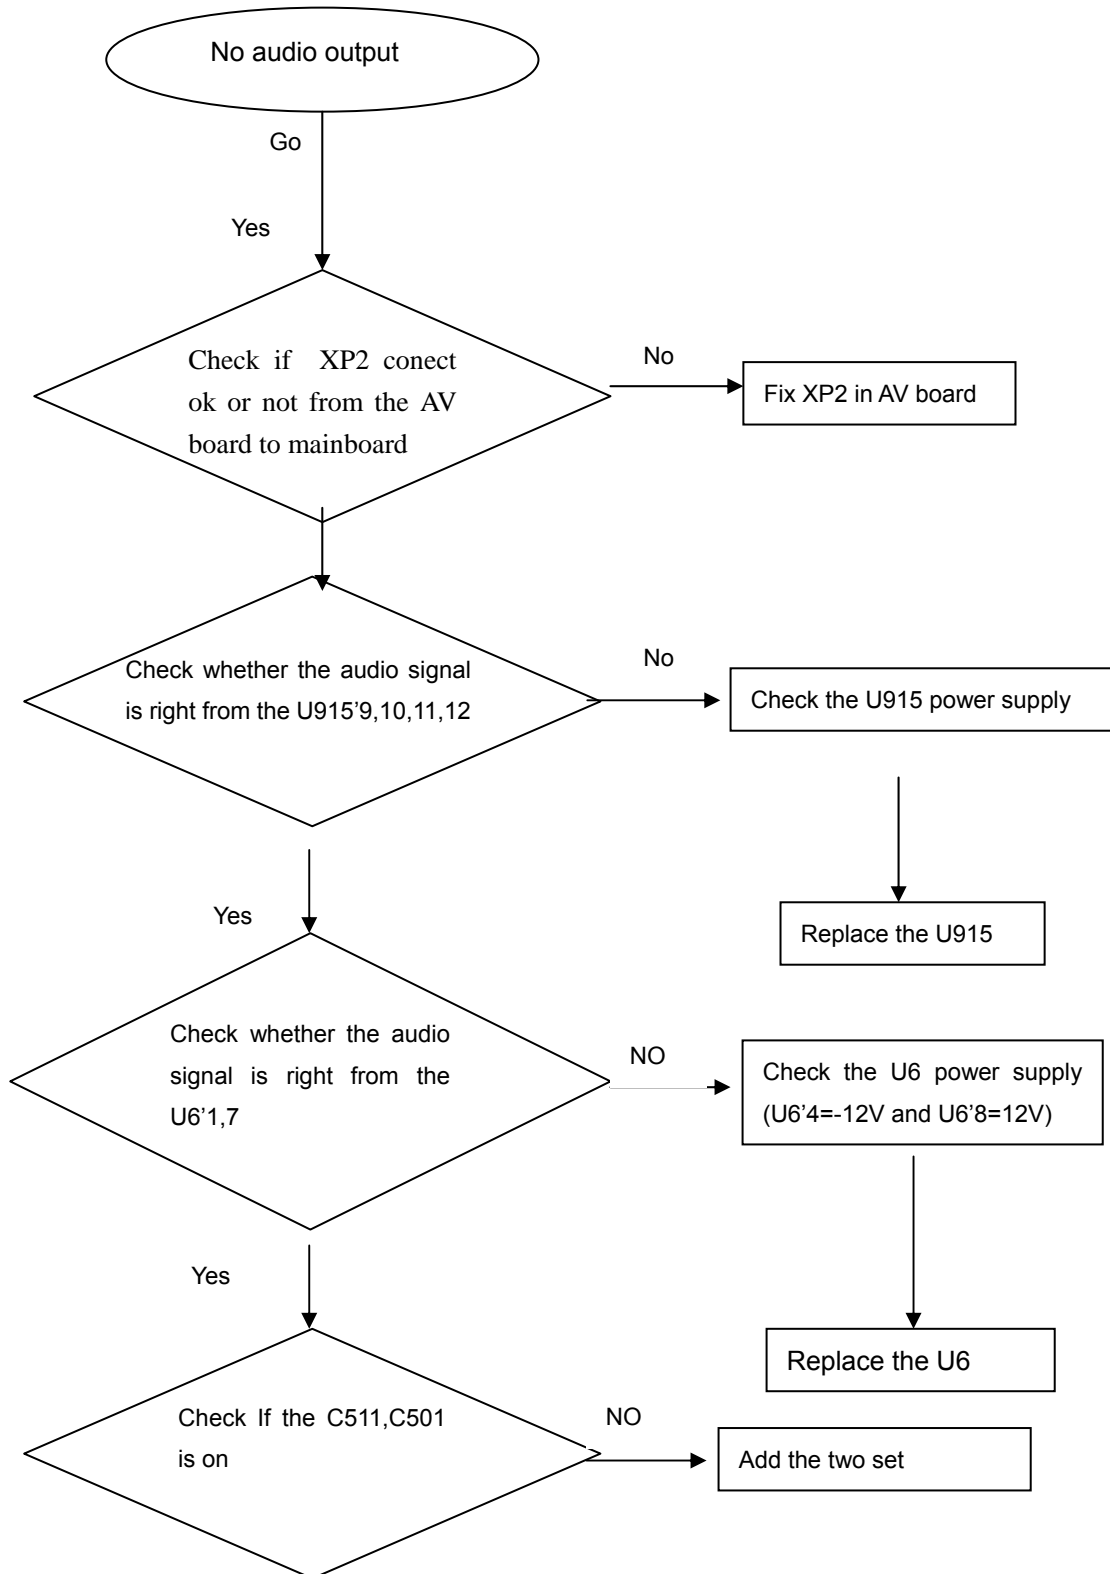 No audio output
Go
Yes
Check if XP2 conect
ok or not from the AV
board to mainboard
No
Fix XP2 in AV board
Check whether the audio signal
is right from the U915'9,10,11,12
No
Check the U915 power supply
Yes
Replace the U915
Check whether the audio
signal is right from the
U6'1,7
NO
Check the U6 power supply
(U6'4=-12V and U6'8=12V)
Yes
Replace the U6
Check If the C511,C501
is on
NO
Add the two set